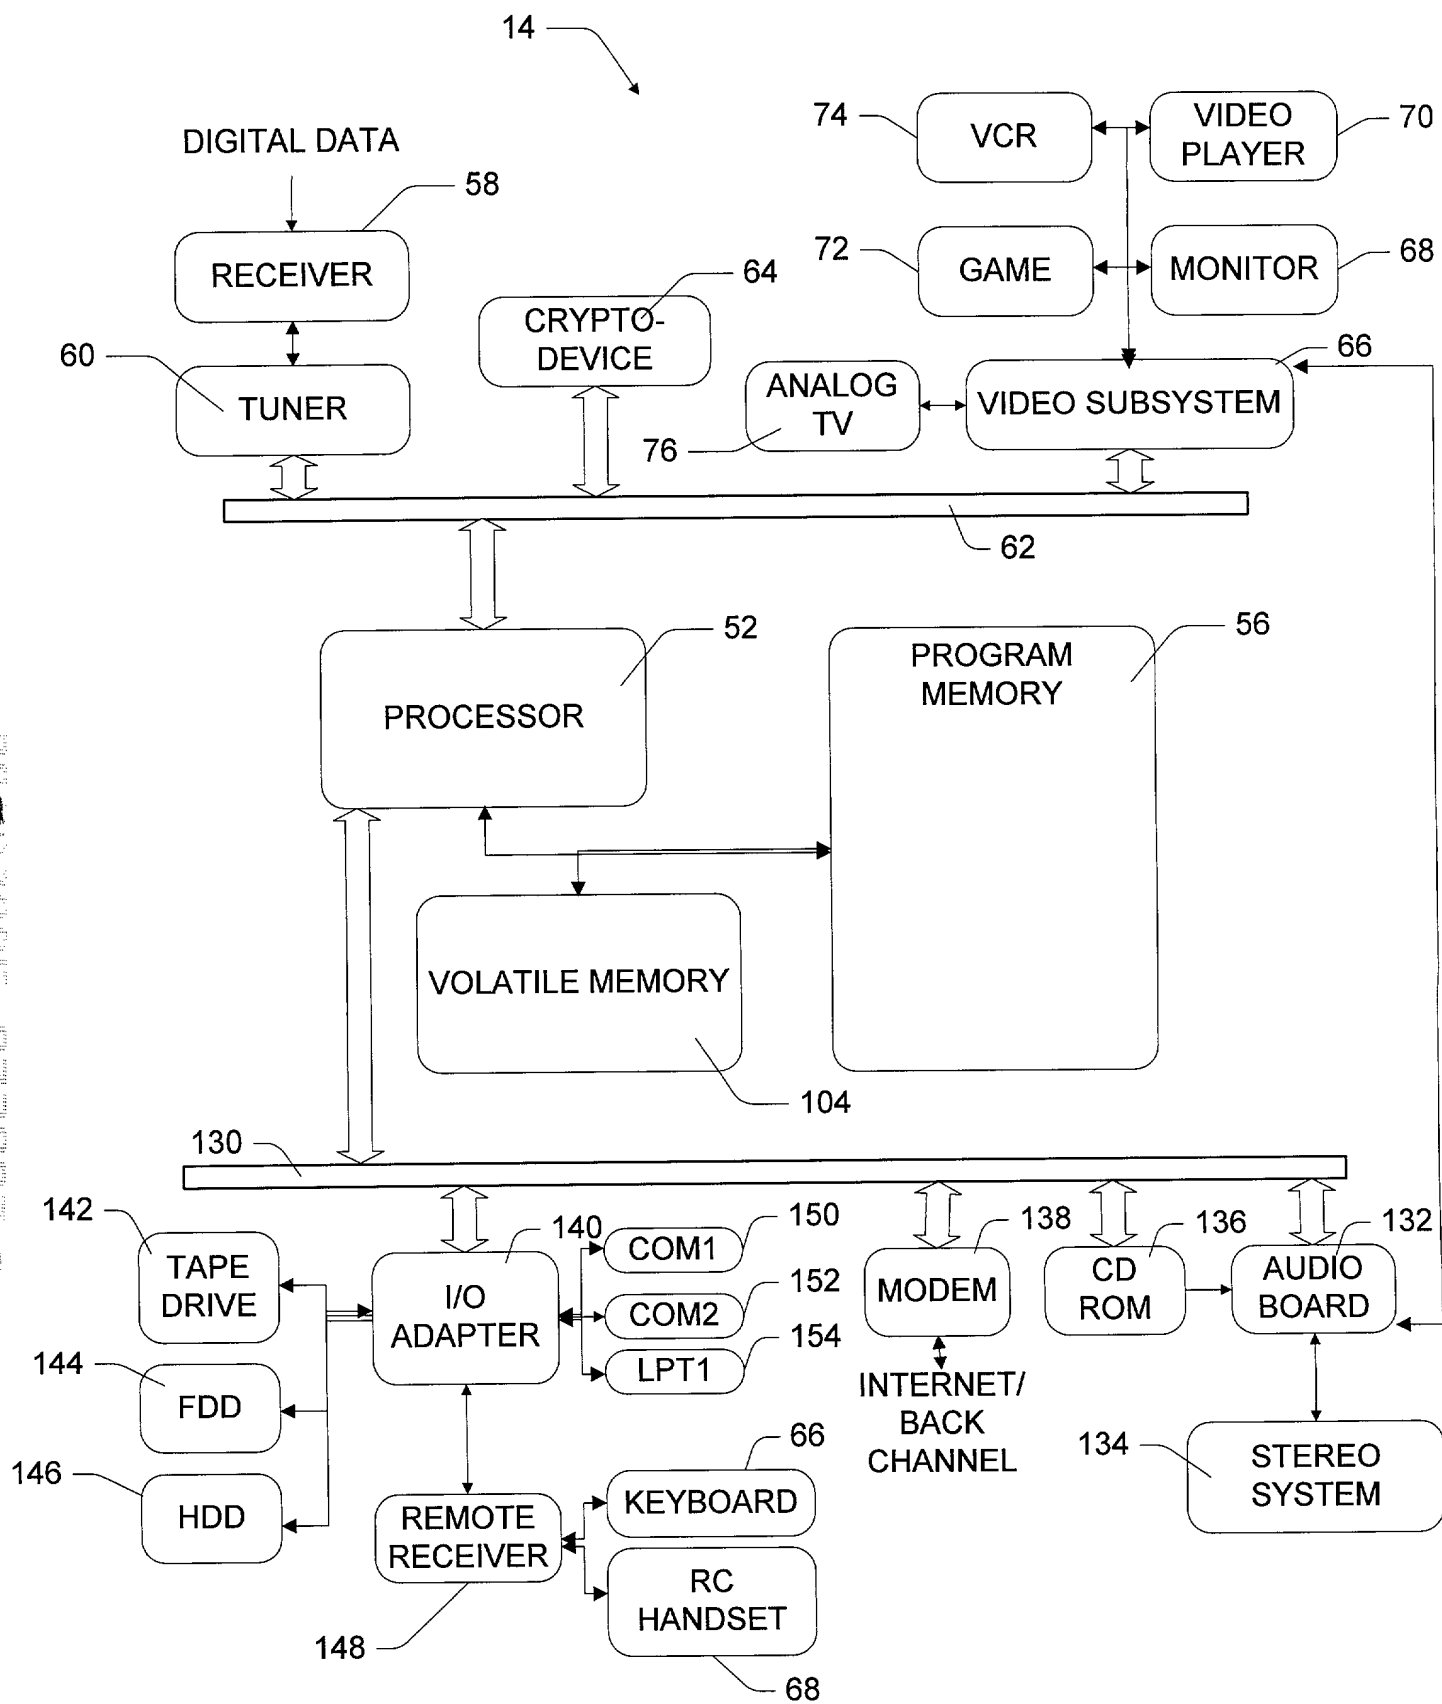 14
DIGITAL DATA
58
RECEIVER
60
TUNER
64
CRYPTO-
DEVICE
74
VCR
VIDEO
PLAYER
70
72
GAME
MONITOR
68
66
ANALOG
TV
76
VIDEO SUBSYSTEM
62
52
PROCESSOR
56
PROGRAM
MEMORY
VOLATILE MEMORY
104
130
142
TAPE
DRIVE
144
FDD
146
HDD
140
I/O
ADAPTER
150
COM1
152
COM2
154
LPT1
138
MODEM
INTERNET/
BACK
CHANNEL
136
CD
ROM
132
AUDIO
BOARD
134
STEREO
SYSTEM
REMOTE
RECEIVER
148
66
KEYBOARD
RC
HANDSET
68